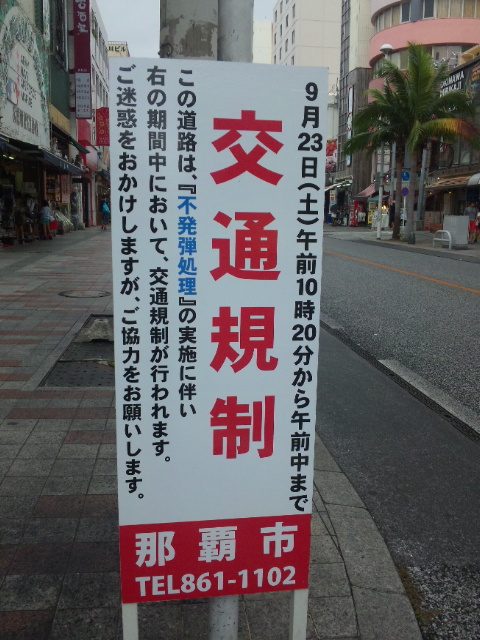 9月23日(土)午前10時20分から午前中まで
交通規制
この道路は、『不発弾処理』の実施に伴い
右の期間中において、交通規制が行われます。
ご迷惑をおかけしますが、ご協力をお願いします。
那覇市
TEL861-1102